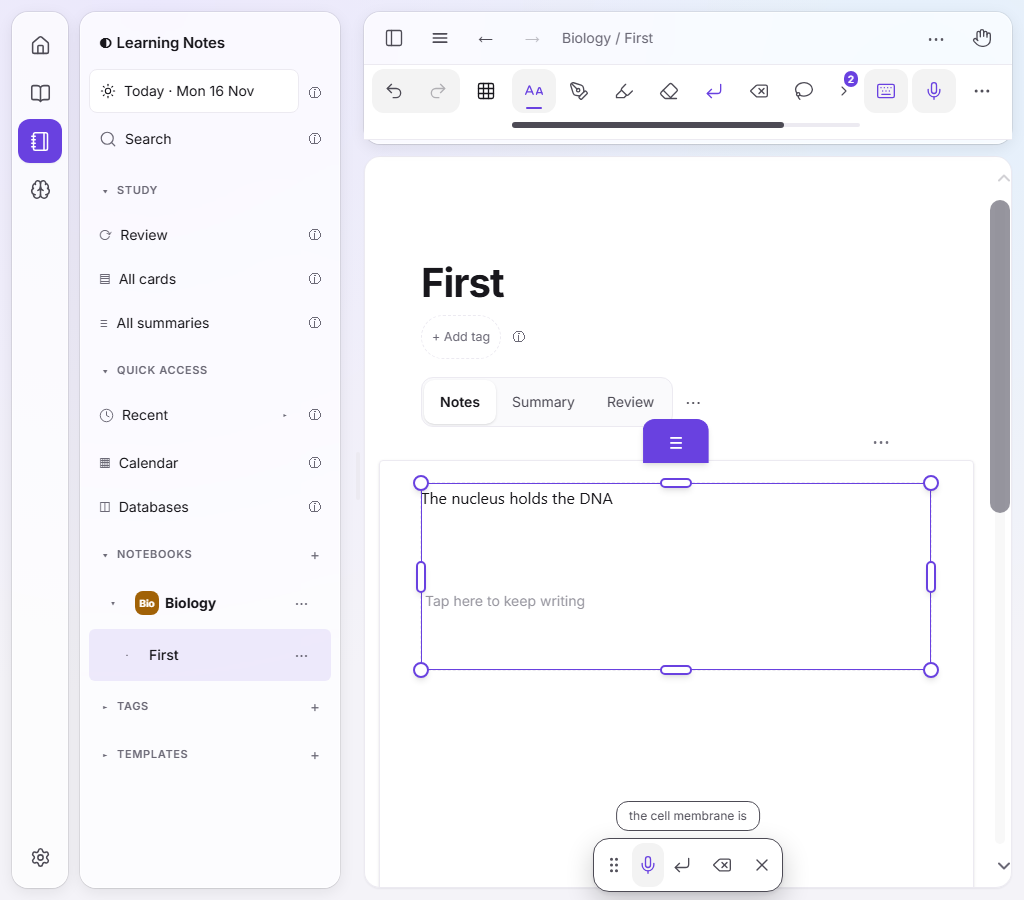 Learning Notes
Today · Mon 16 Nov
Search
STUDY
Review
All cards
All summaries
QUICK ACCESS
Recent
Calendar
Databases
NOTEBOOKS
Bio Biology
First
TAGS
TEMPLATES
Biology / First
AA
2
First
+ Add tag
Notes Summary Review
The nucleus holds the DNA
Tap here to keep writing
the cell membrane is